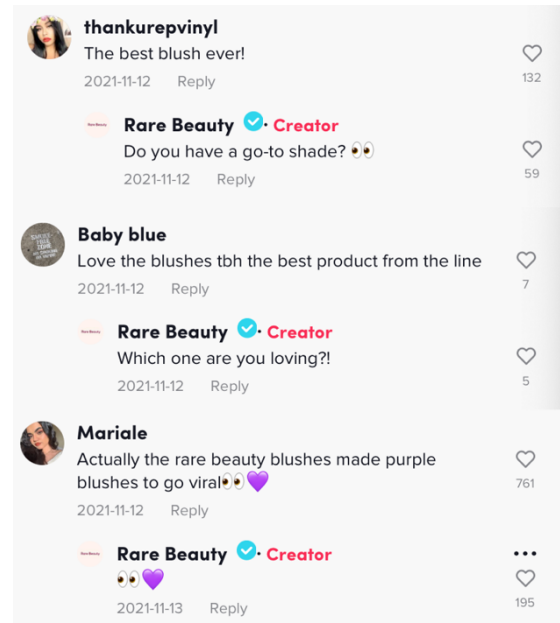 thankurepvinyl
The best blush ever!
132
2021-11-12 Reply
Rare Beauty · Creator
Do you have a go-to shade? 👀
59
2021-11-12 Reply
Baby blue
Love the blushes tbh the best product from the line
7
2021-11-12 Reply
Rare Beauty · Creator
Which one are you loving?!
5
2021-11-12 Reply
Mariale
Actually the rare beauty blushes made purple
blushes to go viral👀💜
761
2021-11-12 Reply
Rare Beauty · Creator
👀💜
195
2021-11-13 Reply